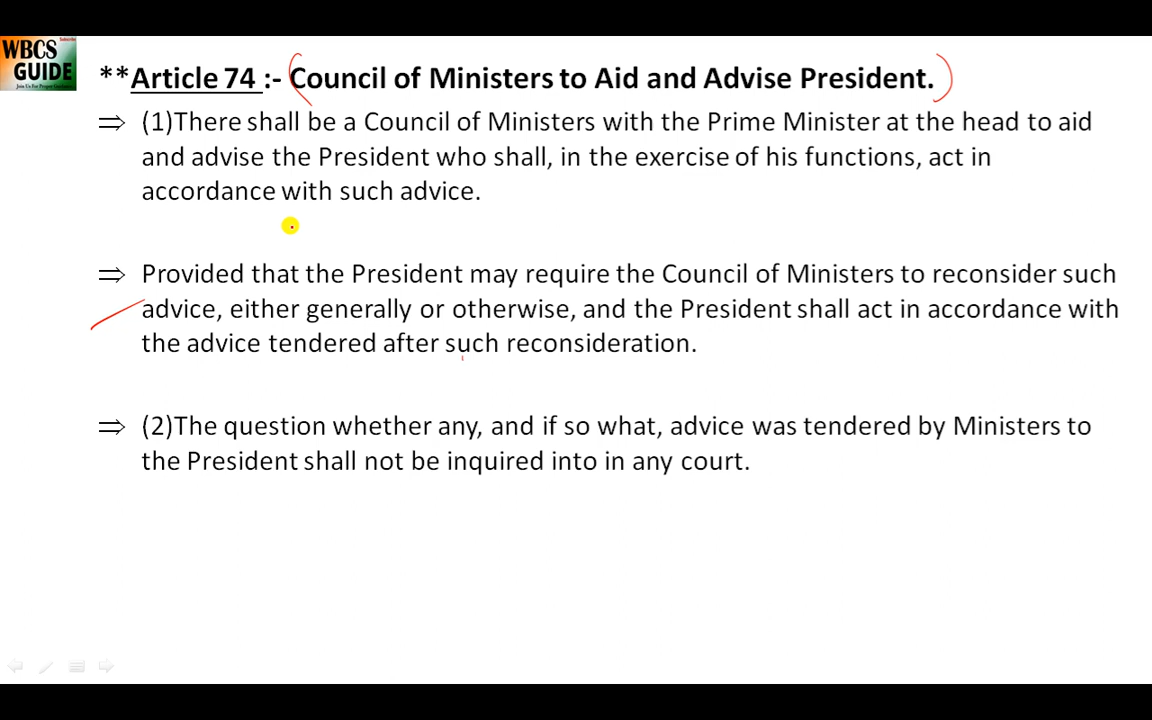 WBCS
GUIDE
**Article 74 :- Council of Ministers to Aid and Advise President.
⇒ (1)There shall be a Council of Ministers with the Prime Minister at the head to aid
and advise the President who shall, in the exercise of his functions, act in
accordance with such advice.
⇒ Provided that the President may require the Council of Ministers to reconsider such
advice, either generally or otherwise, and the President shall act in accordance with
the advice tendered after such reconsideration.
⇒ (2)The question whether any, and if so what, advice was tendered by Ministers to
the President shall not be inquired into in any court.